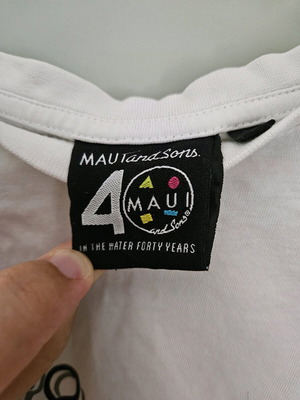 MAUI and Sons.
40 MAUI
and Sons®
IN THE WATER FORTY YEARS